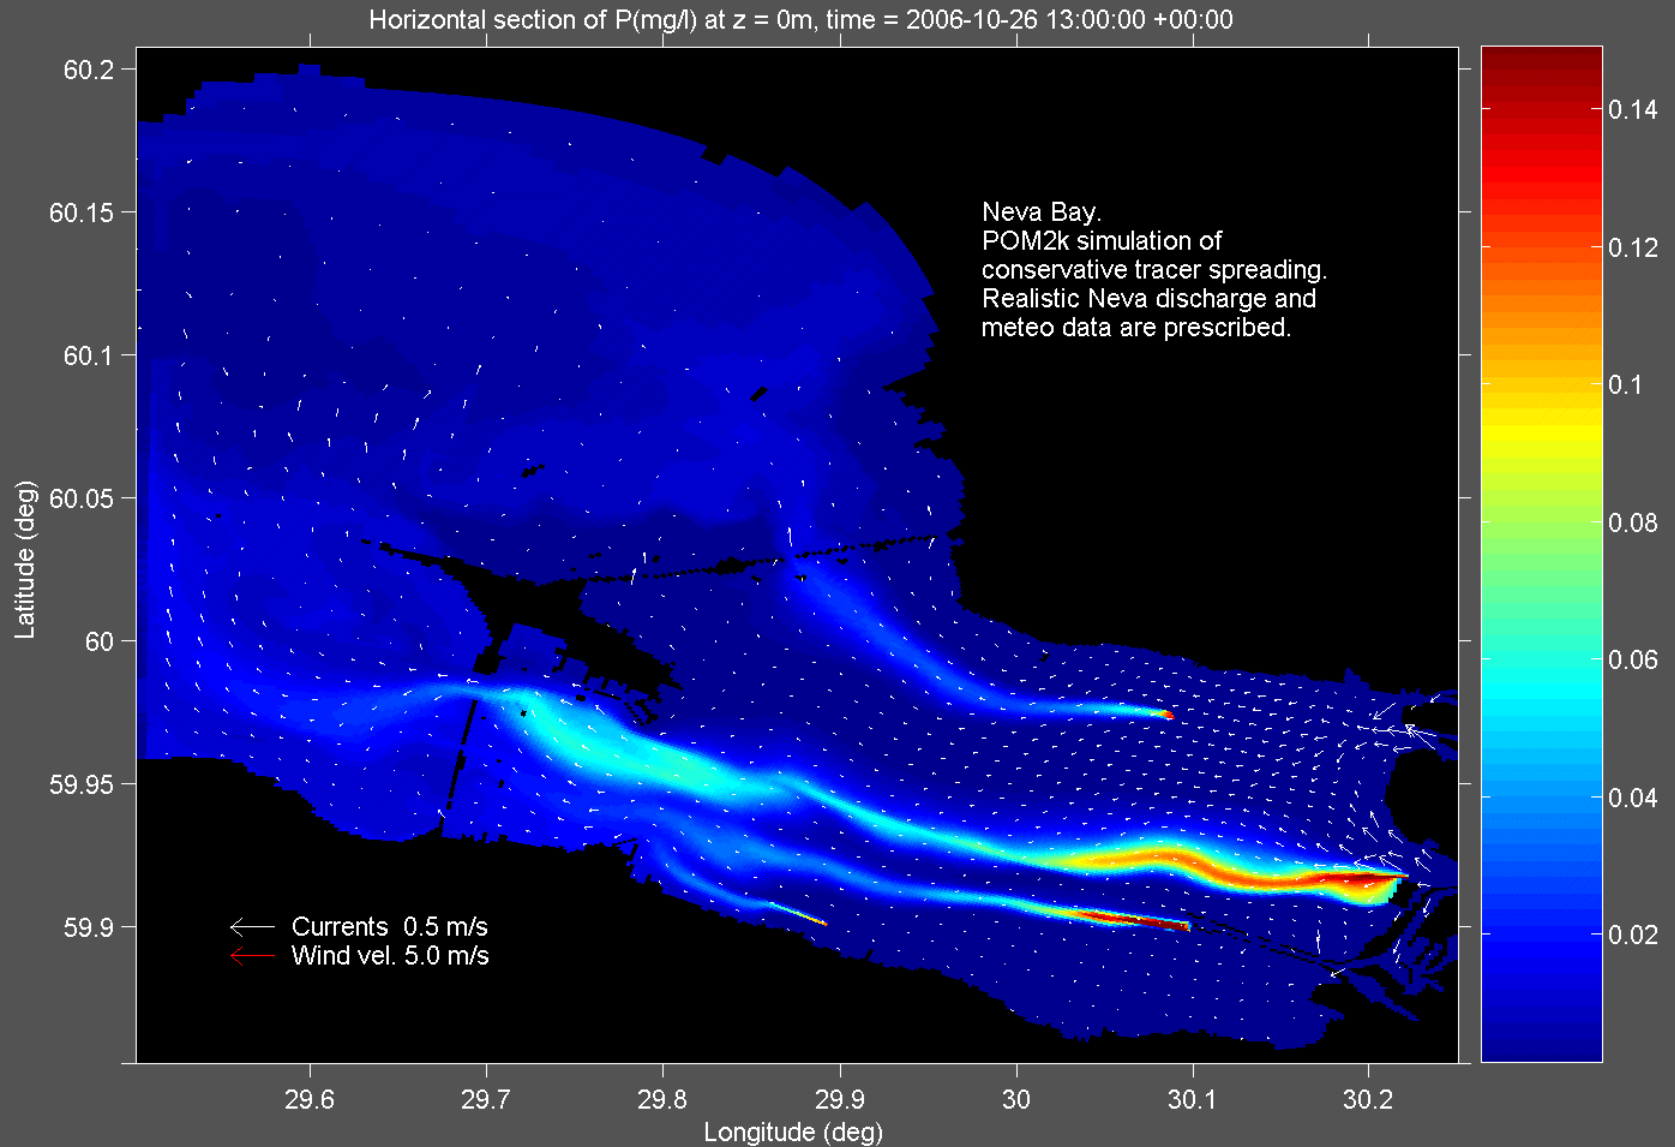 Horizontal section of P(mg/l) at z = 0m, time = 2006-10-26 13:00:00 +00:00
60.2
60.15
60.1
60.05
60
59.95
59.9
Latitude (deg)
Neva Bay.
POM2k simulation of
conservative tracer spreading.
Realistic Neva discharge and
meteo data are prescribed.
Currents 0.5 m/s
Wind vel. 5.0 m/s
29.6
29.7
29.8
29.9
30
30.1
30.2
Longitude (deg)
0.14
0.12
0.1
0.08
0.06
0.04
0.02